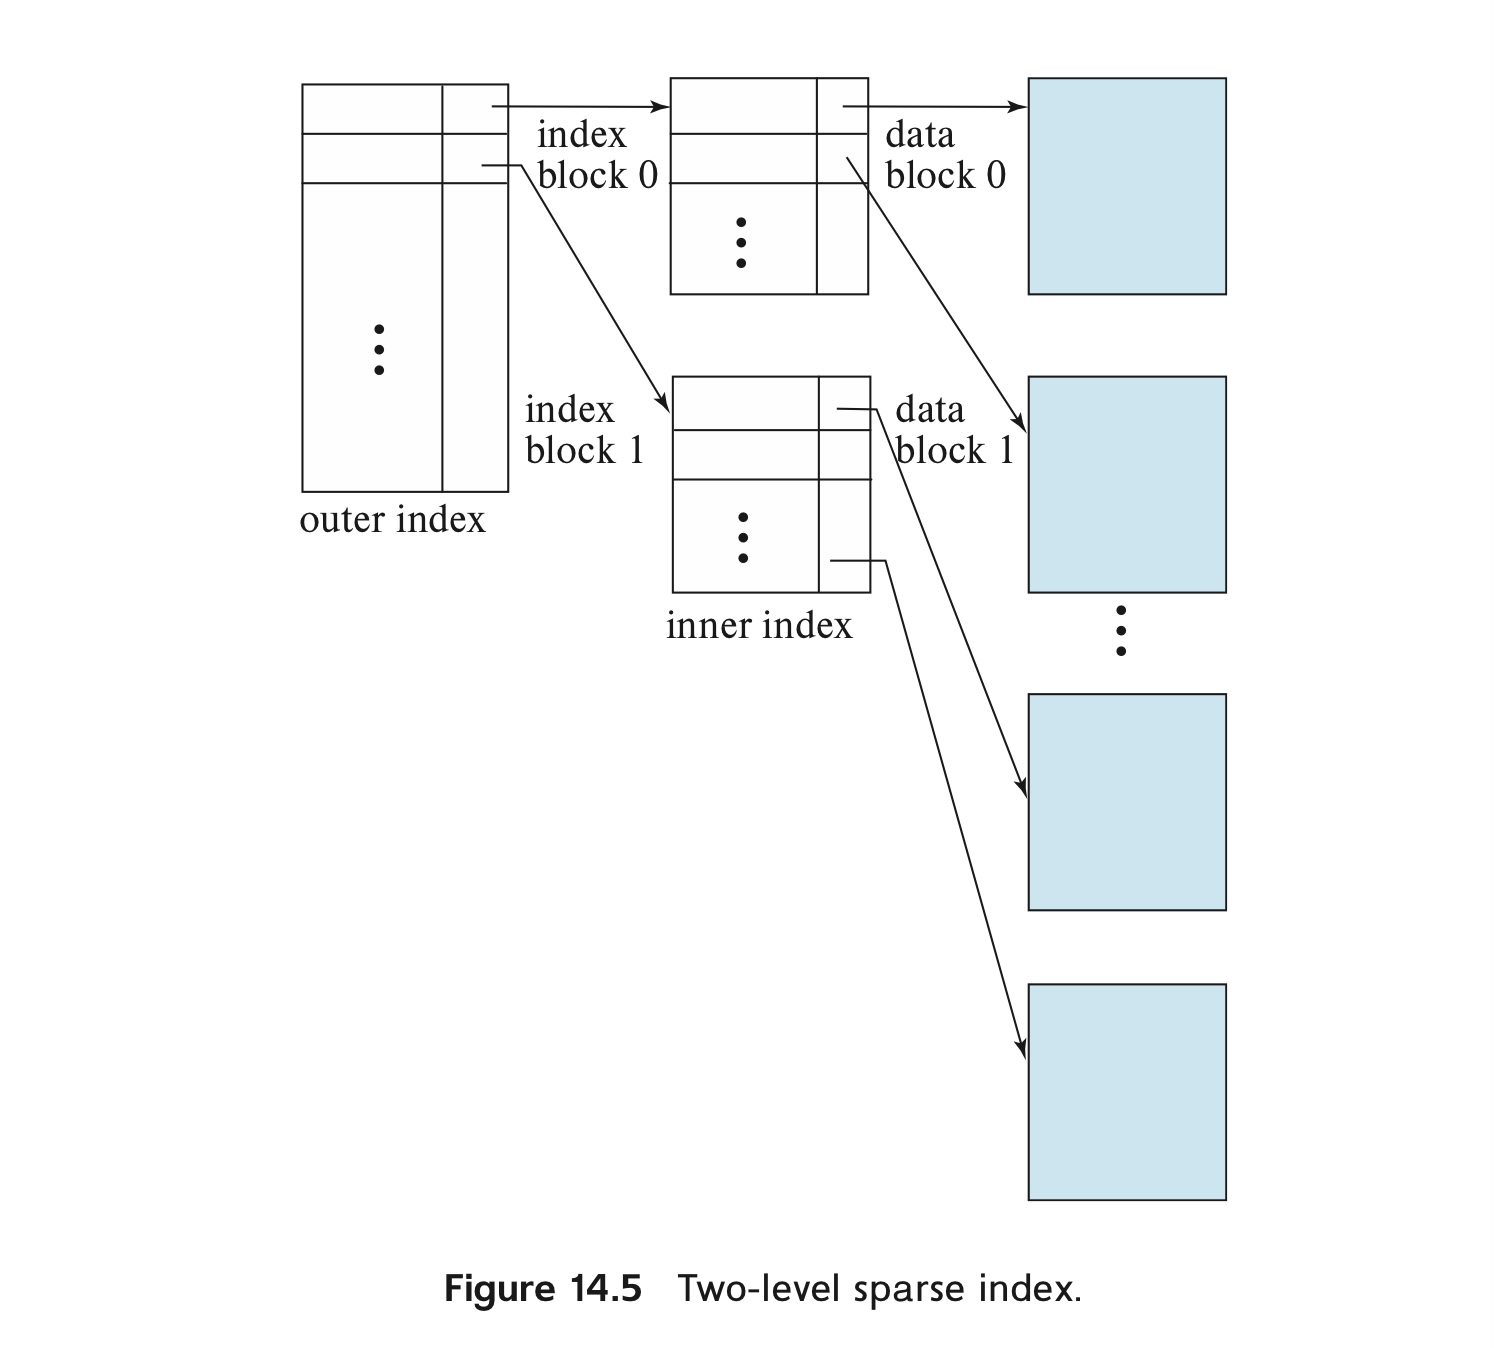 index
block 0
data
block 0
index
block 1
data
block 1
outer index
inner index
Figure 14.5 Two-level sparse index.